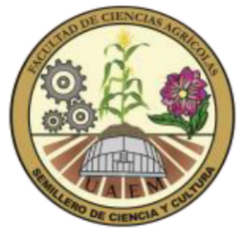 FACULTAD DE CIENCIAS AGRÍCOLAS
UAEM
SEMILLERO DE CIENCIA Y CULTURA